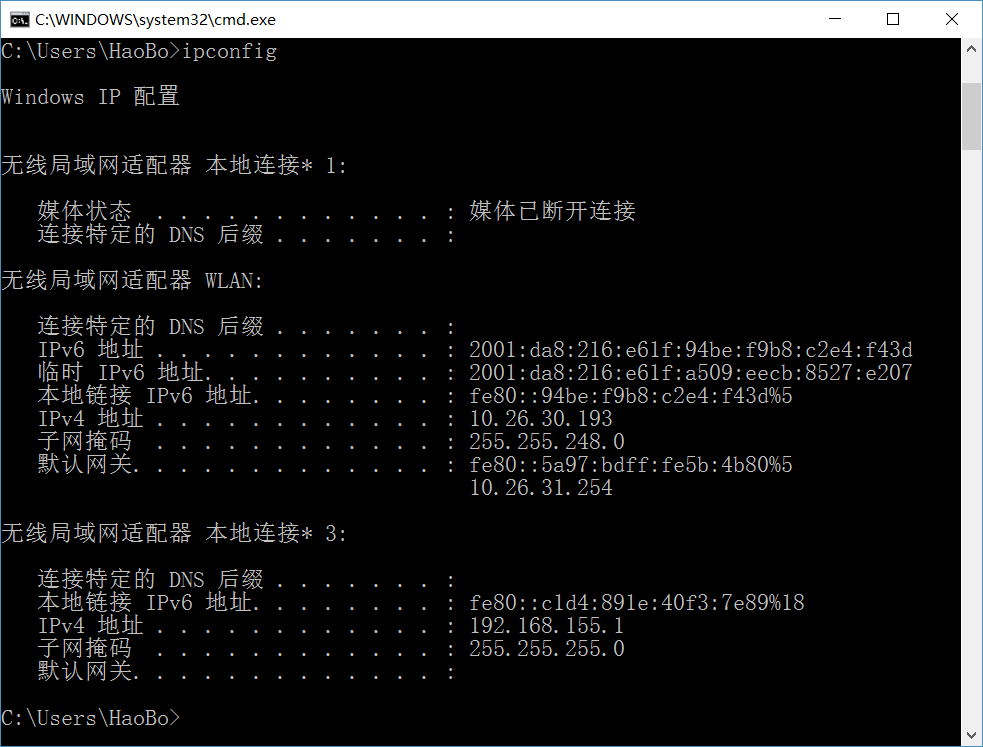 C:\WINDOWS\system32\cmd.exe
C:\Users\HaoBo>ipconfig
Windows IP 配置
无线局域网适配器 本地连接* 1:
媒体状态 . . . . . . . . . . . . : 媒体已断开连接
连接特定的 DNS 后缀 . . . . . . . :
无线局域网适配器 WLAN:
连接特定的 DNS 后缀 . . . . . . . :
IPv6 地址 . . . . . . . . . . . . : 2001:da8:216:e61f:94be:f9b8:c2e4:f43d
临时 IPv6 地址. . . . . . . . . . : 2001:da8:216:e61f:a509:eecb:8527:e207
本地链接 IPv6 地址. . . . . . . . : fe80::94be:f9b8:c2e4:f43d%5
IPv4 地址 . . . . . . . . . . . . : 10.26.30.193
子网掩码 . . . . . . . . . . . . : 255.255.248.0
默认网关. . . . . . . . . . . . . : fe80::5a97:bdff:fe5b:4b80%5
10.26.31.254
无线局域网适配器 本地连接* 3:
连接特定的 DNS 后缀 . . . . . . . :
本地链接 IPv6 地址. . . . . . . . : fe80::c1d4:891e:40f3:7e89%18
IPv4 地址 . . . . . . . . . . . . : 192.168.155.1
子网掩码 . . . . . . . . . . . . : 255.255.255.0
默认网关. . . . . . . . . . . . . :
C:\Users\HaoBo>